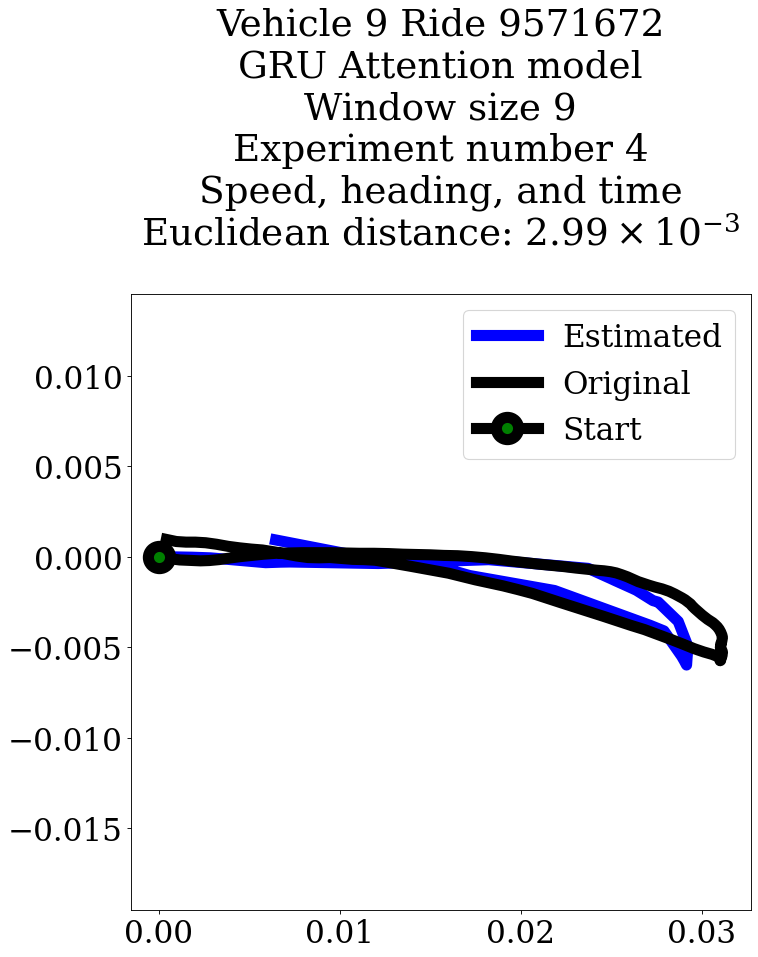 Vehicle 9 Ride 9571672
GRU Attention model
Window size 9
Experiment number 4
Speed, heading, and time
Euclidean distance: 2.99 × 10⁻³
Estimated
Original
Start
0.010
0.005
0.000
−0.005
−0.010
−0.015
0.00 0.01 0.02 0.03